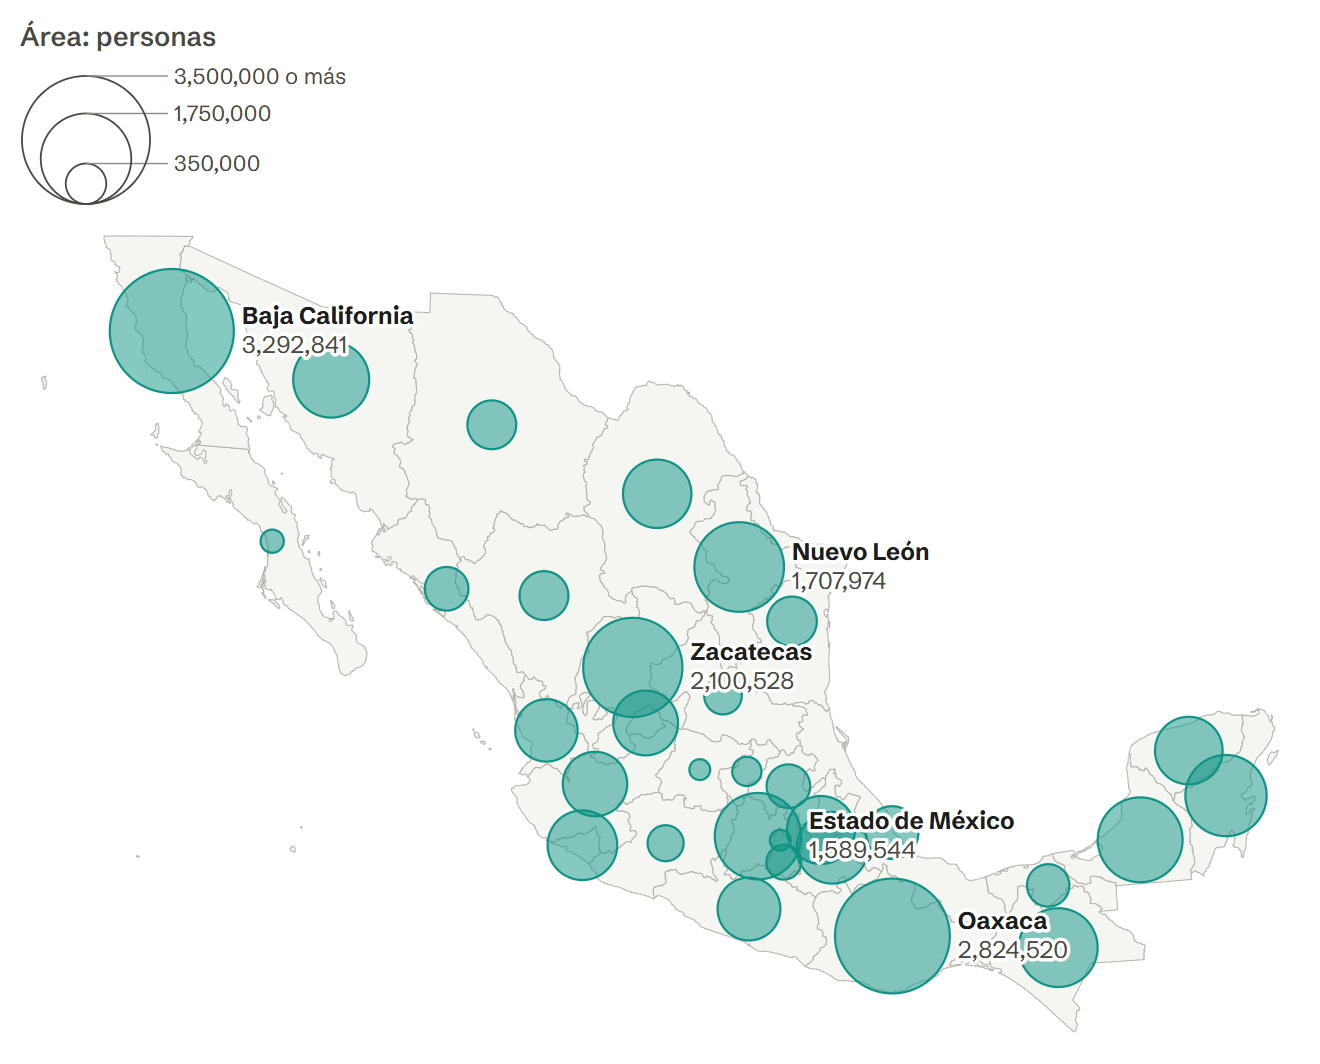 Área: personas
3,500,000 o más
1,750,000
350,000
Baja California
3,292,841
Nuevo León
1,707,974
Zacatecas
2,100,528
Estado de México
1,589,544
Oaxaca
2,824,520